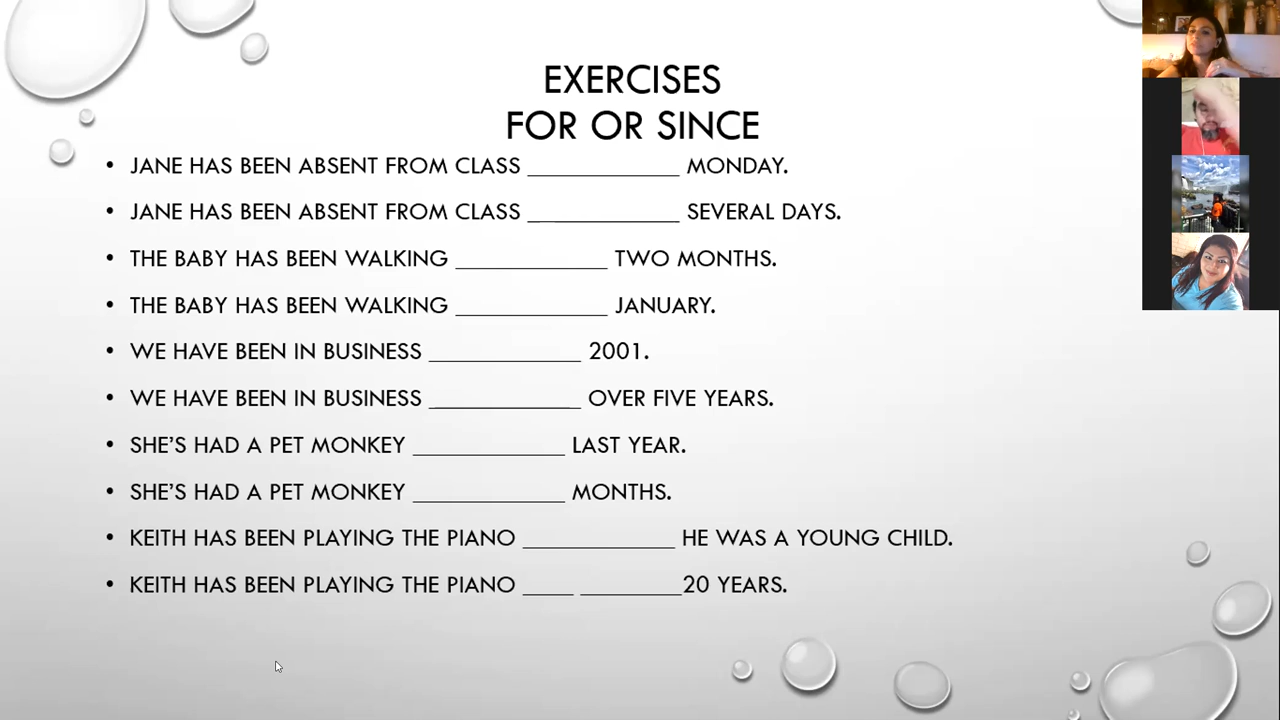 EXERCISES
FOR OR SINCE
• JANE HAS BEEN ABSENT FROM CLASS ____________ MONDAY.
• JANE HAS BEEN ABSENT FROM CLASS _ __________ SEVERAL DAYS.
• THE BABY HAS BEEN WALKING ____________ TWO MONTHS.
• THE BABY HAS BEEN WALKING ____________ JANUARY.
• WE HAVE BEEN IN BUSINESS ____________ 2001.
• WE HAVE BEEN IN BUSINESS ____________ OVER FIVE YEARS.
• SHE’S HAD A PET MONKEY ____________ LAST YEAR.
• SHE’S HAD A PET MONKEY ____________ MONTHS.
• KEITH HAS BEEN PLAYING THE PIANO ____________ HE WAS A YOUNG CHILD.
• KEITH HAS BEEN PLAYING THE PIANO ____ ________20 YEARS.